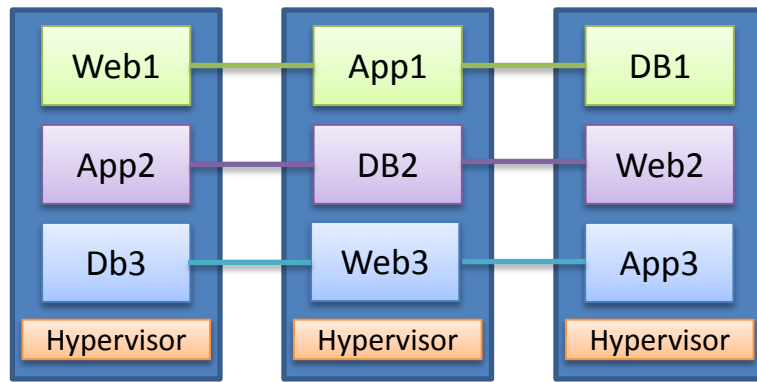 Web1
App1
DB1
App2
DB2
Web2
Db3
Web3
App3
Hypervisor
Hypervisor
Hypervisor